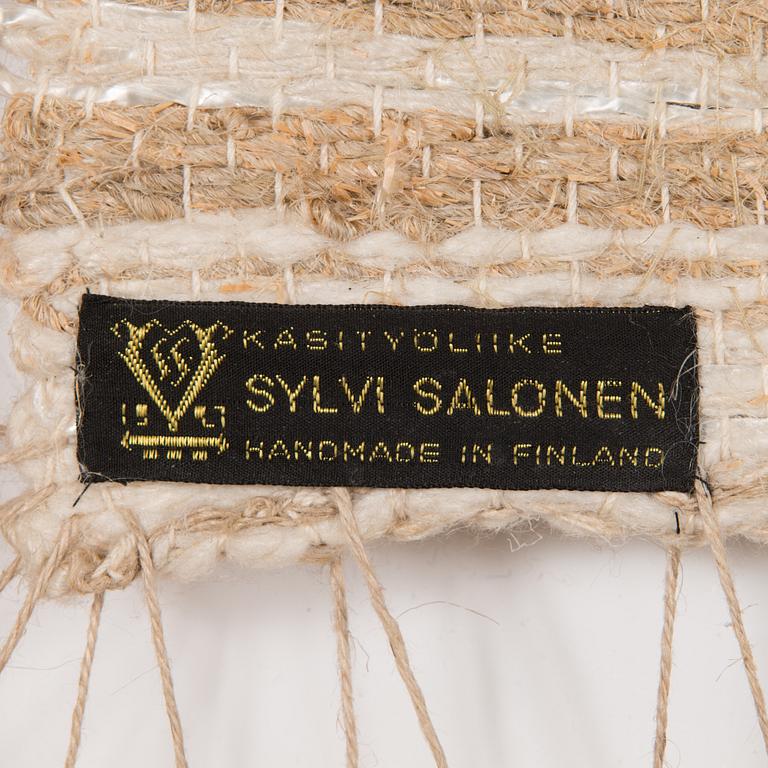 KÄSITYÖLIIKE
SYLVI SALONEN
HANDMADE IN FINLAND